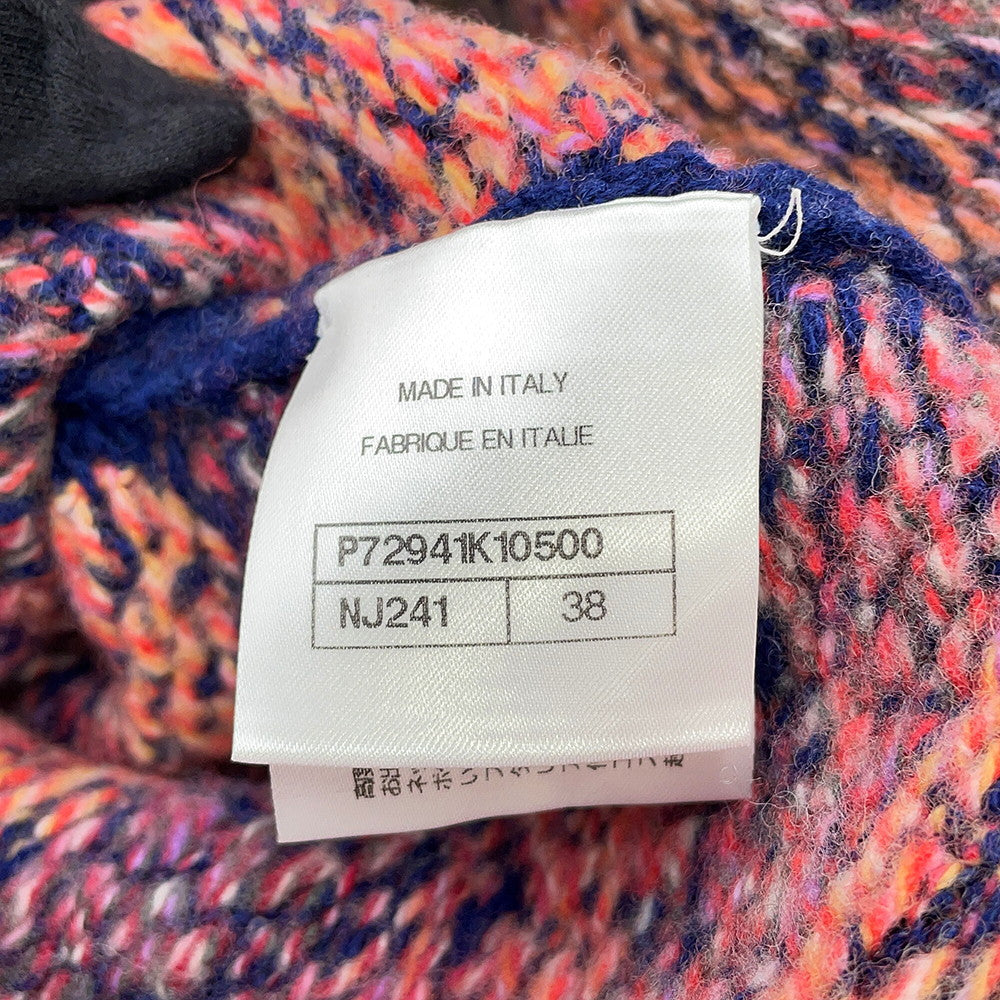 MADE IN ITALY
FABRIQUE EN ITALIE
P72941K10500
NJ241 38